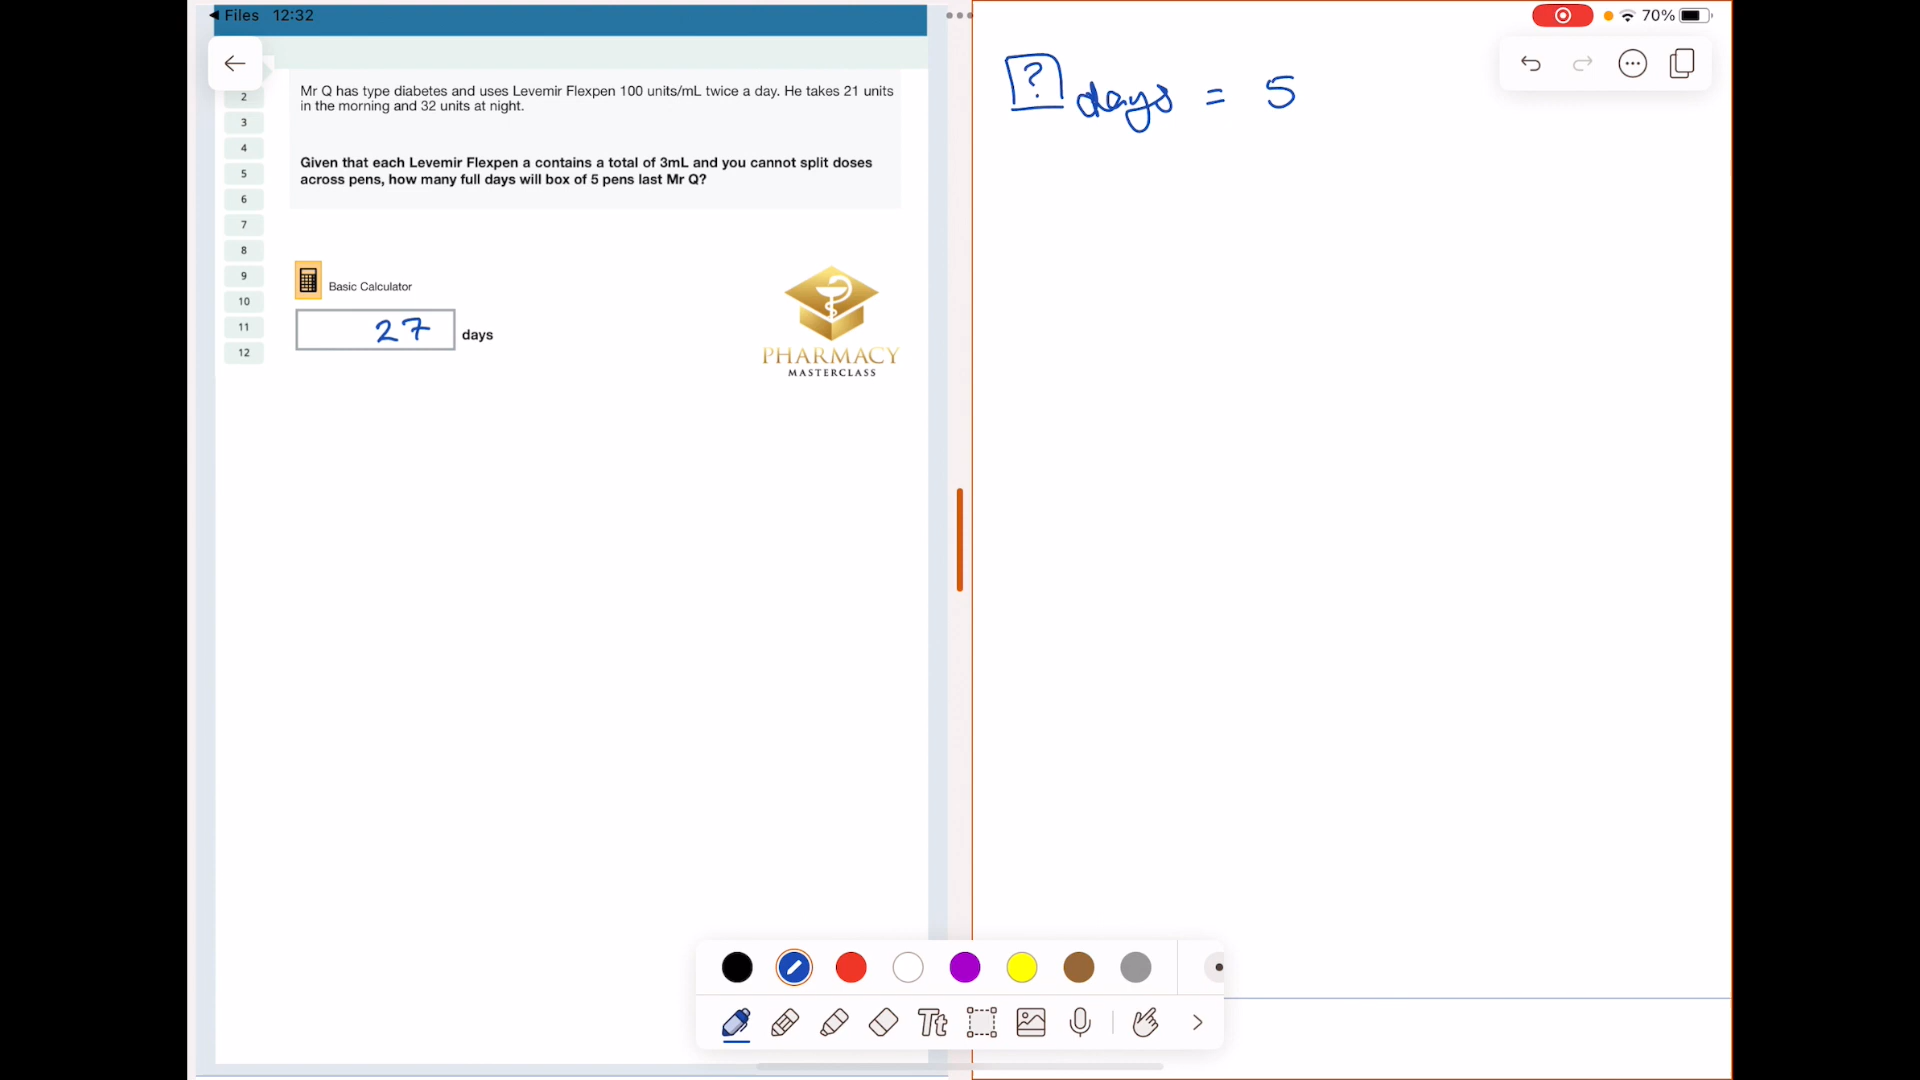 Files 12:32
70%
2
3
4
5
6
7
8
9
10
11
12
Mr Q has type diabetes and uses Levemir Flexpen 100 units/mL twice a day. He takes 21 units
in the morning and 32 units at night.
Given that each Levemir Flexpen a contains a total of 3mL and you cannot split doses
across pens, how many full days will box of 5 pens last Mr Q?
Basic Calculator
27 days
PHARMACY
MASTERCLASS
? days = 5
Tt